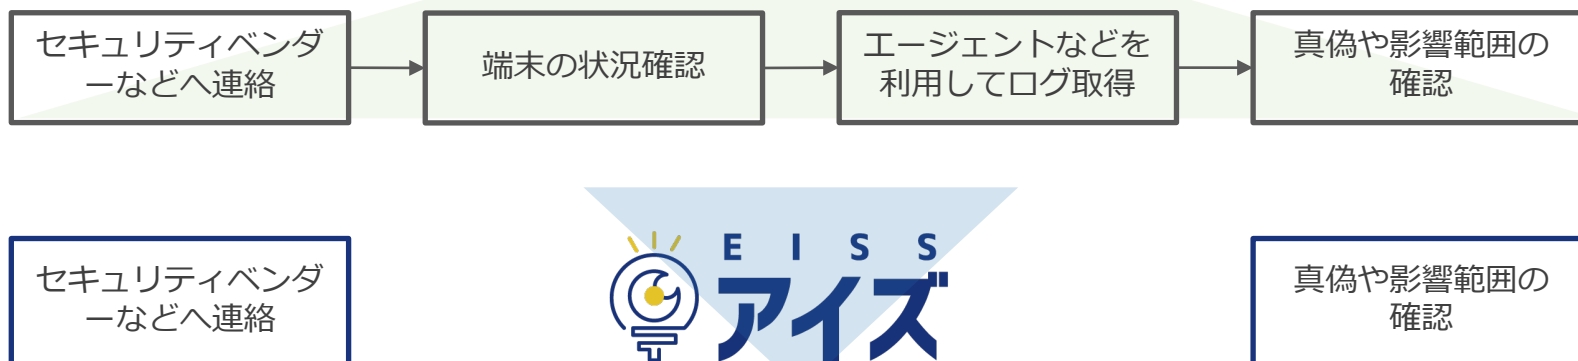 セキュリティベンダ
ーなどへ連絡
端末の状況確認
エージェントなどを
利用してログ取得
真偽や影響範囲の
確認
セキュリティベンダ
ーなどへ連絡
EISS
アイズ
真偽や影響範囲の
確認